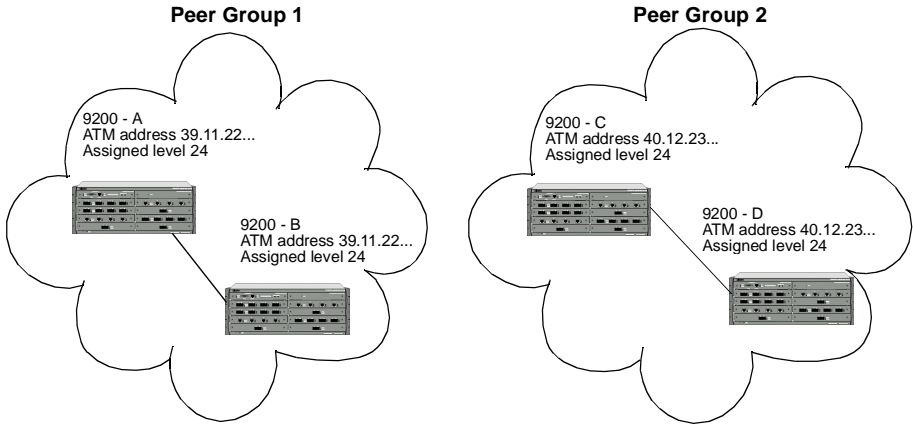 Peer Group 1
Peer Group 2
9200 - A
ATM address 39.11.22...
Assigned level 24
9200 - B
ATM address 39.11.22...
Assigned level 24
9200 - C
ATM address 40.12.23...
Assigned level 24
9200 - D
ATM address 40.12.23...
Assigned level 24